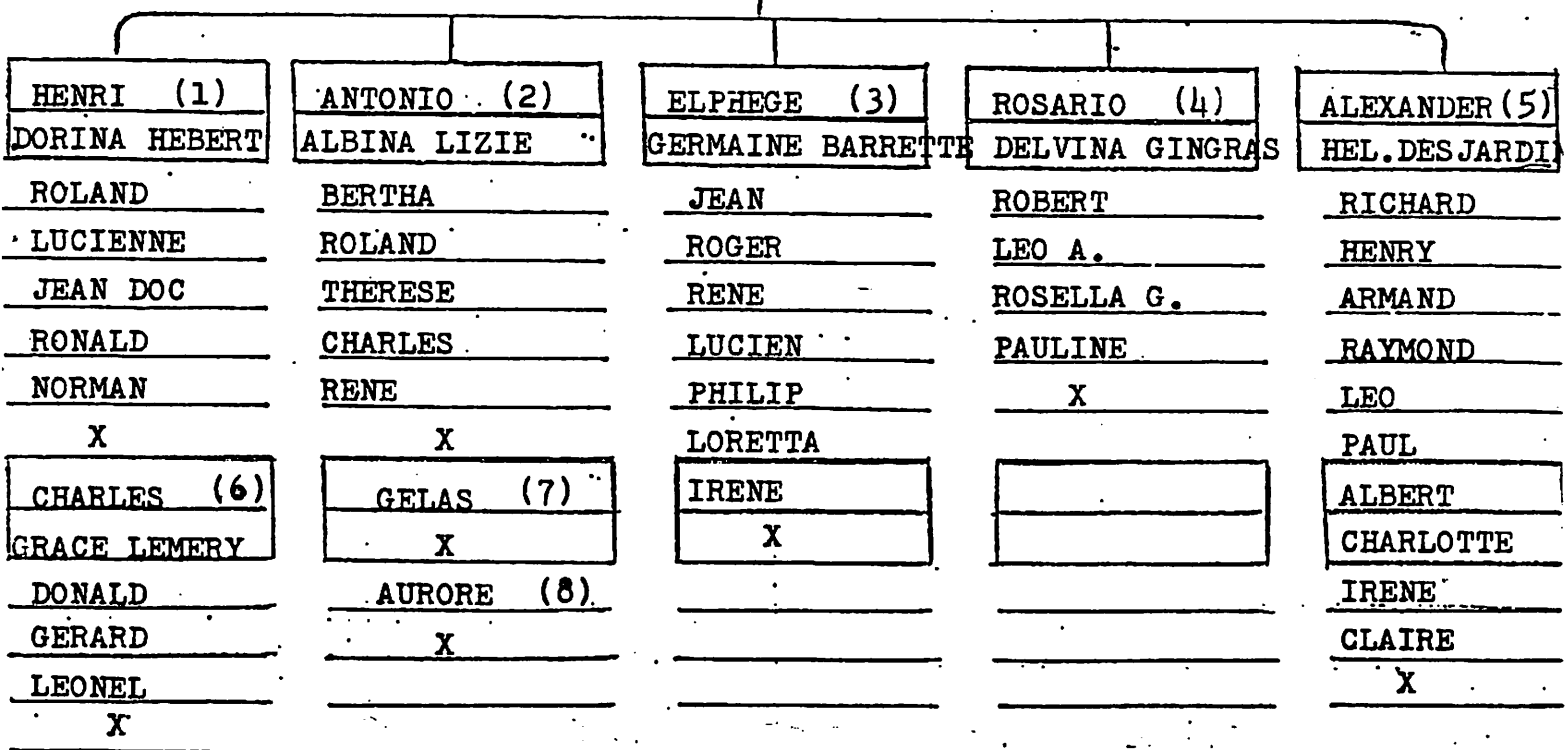 HENRI (1)
DORINA HEBERT
ROLAND
LUCIENNE
JEAN DOC
RONALD
NORMAN
X
ANTONIO (2)
ALBINA LIZIE
BERTHA
ROLAND
THERESE
CHARLES
RENE
X
ELPHEGE (3)
GERMAINE BARRETTE
JEAN
ROGER
RENE
LUCIEN
PHILIP
LORETTA
IRENE
X
ROSARIO (4)
DELVINA GINGRAS
ROBERT
LEO A.
ROSELLA G.
PAULINE
X
ALEXANDER (5)
HEL. DESJARDI
RICHARD
HENRY
ARMAND
RAYMOND
LEO
PAUL
ALBERT
CHARLOTTE
IRENE
CLAIRE
X
CHARLES (6)
GRACE LEMERY
DONALD
GERARD
LEONEL
X
GELAS (7)
X
AURORE (8)
X